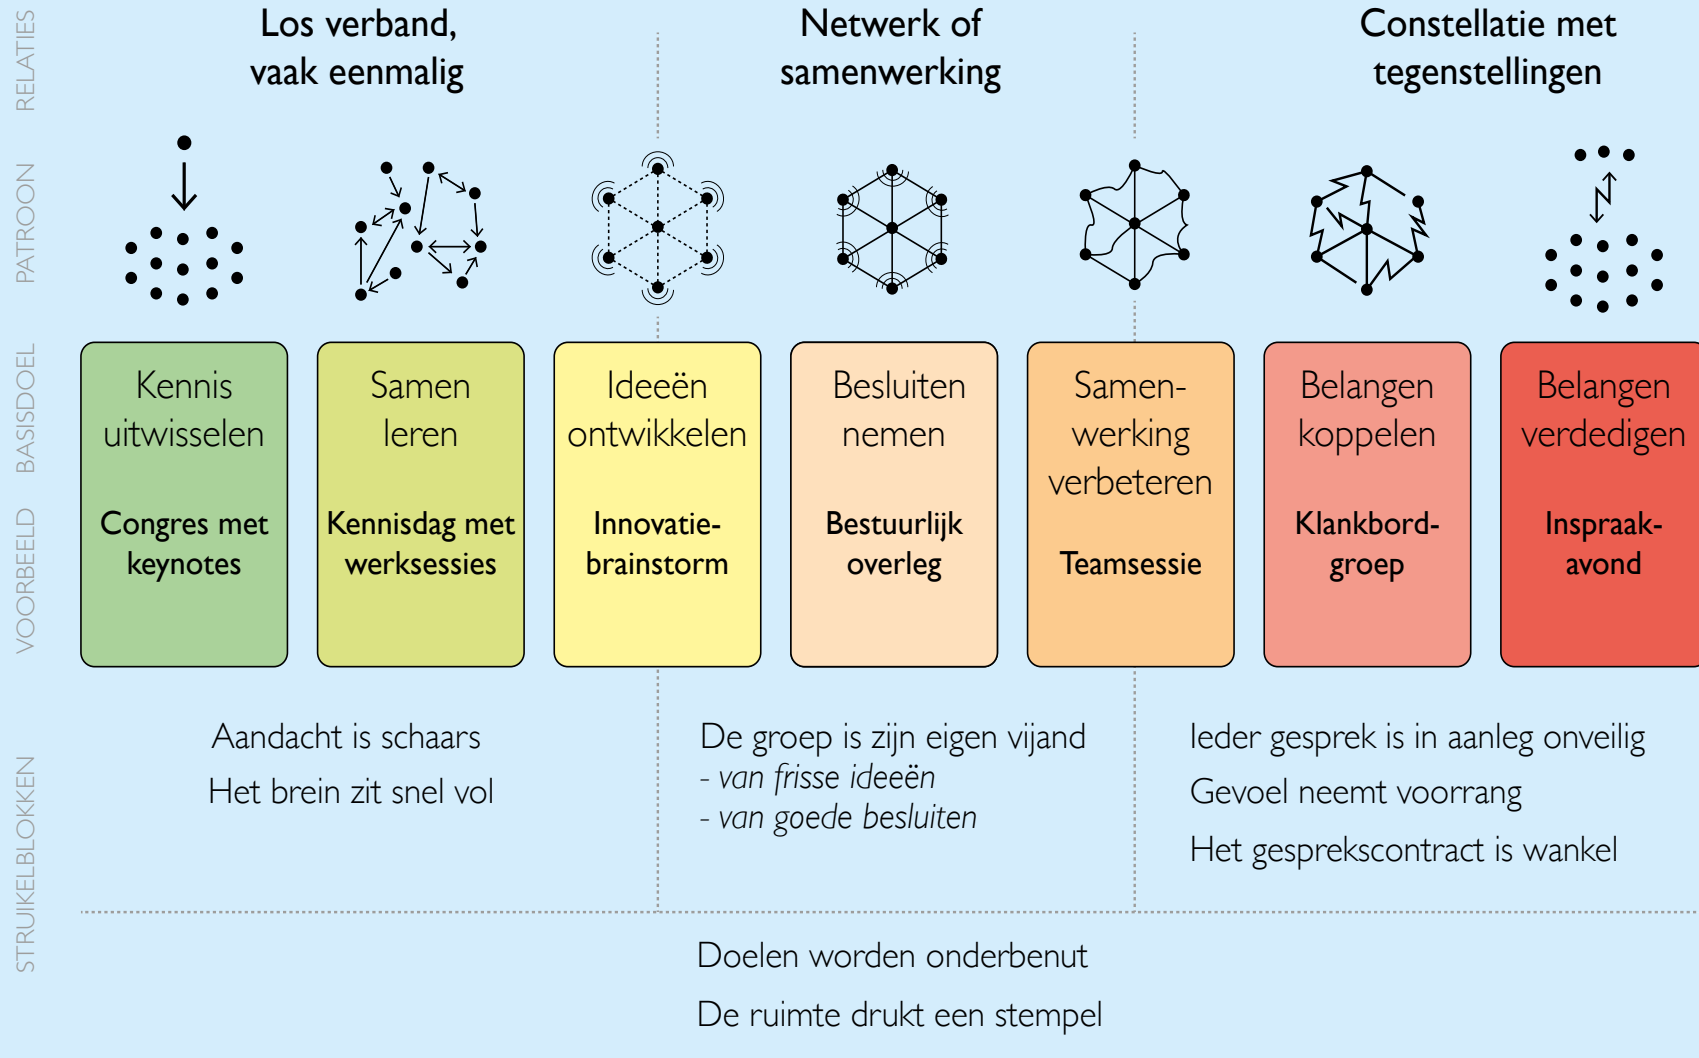 RELATIES
Los verband,
vaak eenmalig
Netwerk of
samenwerking
Constellatie met
tegenstellingen
PATROON
BASISDOEL
Kennis
uitwisselen
Samen
leren
Ideeën
ontwikkelen
Besluiten
nemen
Samen-
werking
verbeteren
Belangen
koppelen
Belangen
verdedigen
VOORBEELD
Congres met
keynotes
Kennisdag met
werksessies
Innovatie-
brainstorm
Bestuurlijk
overleg
Teamsessie
Klankbord-
groep
Inspraak-
avond
STRUIKELBLOKKEN
Aandacht is schaars
Het brein zit snel vol
De groep is zijn eigen vijand
- van frisse ideeën
- van goede besluiten
Ieder gesprek is in aanleg onveilig
Gevoel neemt voorrang
Het gesprekscontract is wankel
Doelen worden onderbenut
De ruimte drukt een stempel